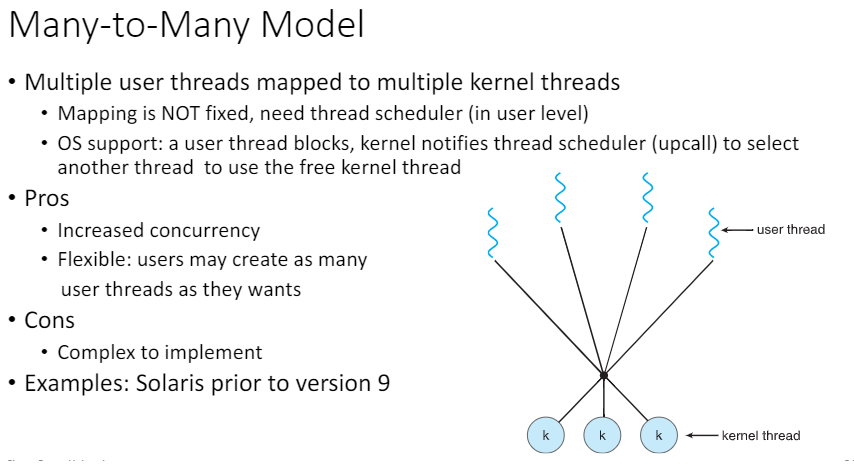 Many-to-Many Model
• Multiple user threads mapped to multiple kernel threads
• Mapping is NOT fixed, need thread scheduler (in user level)
• OS support: a user thread blocks, kernel notifies thread scheduler (upcall) to select
another thread to use the free kernel thread
• Pros
• Increased concurrency
• Flexible: users may create as many
user threads as they wants
• Cons
• Complex to implement
• Examples: Solaris prior to version 9
user thread
k k k
kernel thread